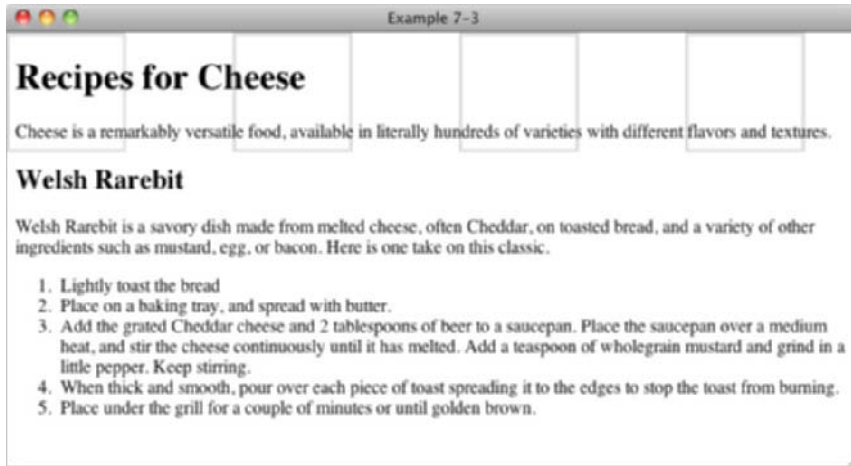 Example 7-3
Recipes for Cheese
Cheese is a remarkably versatile food, available in literally hundreds of varieties with different flavors and textures.
Welsh Rarebit
Welsh Rarebit is a savory dish made from melted cheese, often Cheddar, on toasted bread, and a variety of other
ingredients such as mustard, egg, or bacon. Here is one take on this classic.
1. Lightly toast the bread
2. Place on a baking tray, and spread with butter.
3. Add the grated Cheddar cheese and 2 tablespoons of beer to a saucepan. Place the saucepan over a medium
heat, and stir the cheese continuously until it has melted. Add a teaspoon of wholegrain mustard and grind in a
little pepper. Keep stirring.
4. When thick and smooth, pour over each piece of toast spreading it to the edges to stop the toast from burning.
5. Place under the grill for a couple of minutes or until golden brown.